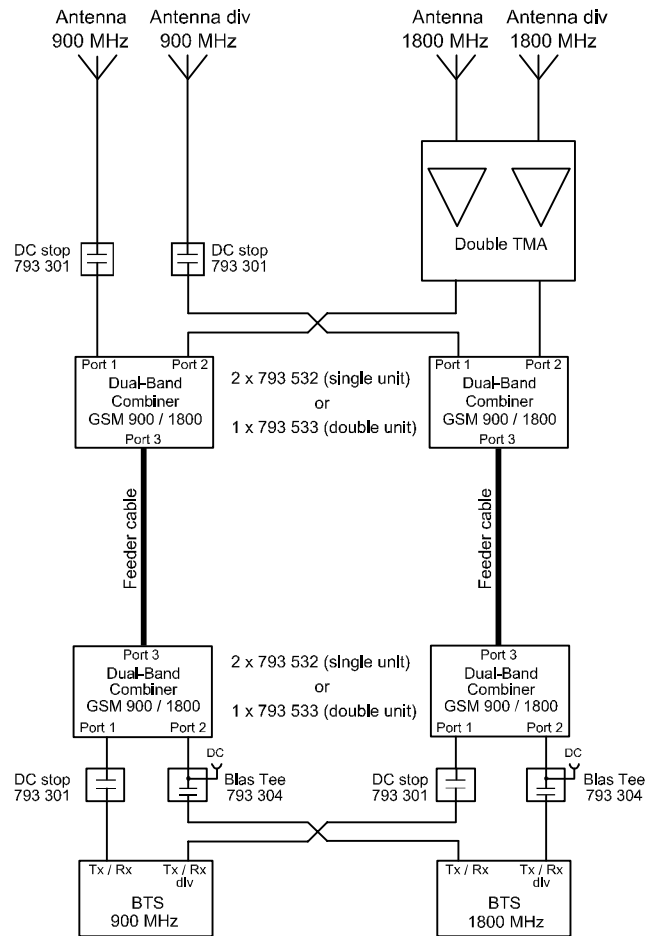 Antenna
900 MHz
Antenna div
900 MHz
Antenna
1800 MHz
Antenna div
1800 MHz
DC stop
793 301
DC stop
793 301
Double TMA
Port 1
Port 2
Dual-Band
Combiner
GSM 900 / 1800
Port 3
2 x 793 532 (single unit)
or
1 x 793 533 (double unit)
Port 1
Port 2
Dual-Band
Combiner
GSM 900 / 1800
Port 3
Feeder cable
Feeder cable
Port 3
Dual-Band
Combiner
GSM 900 / 1800
Port 1
Port 2
2 x 793 532 (single unit)
or
1 x 793 533 (double unit)
Port 3
Dual-Band
Combiner
GSM 900 / 1800
Port 1
Port 2
DC stop
793 301
DC
Bias Tee
793 304
DC stop
793 301
DC
Bias Tee
793 304
Tx / Rx
Tx / Rx
div
BTS
900 MHz
Tx / Rx
Tx / Rx
div
BTS
1800 MHz